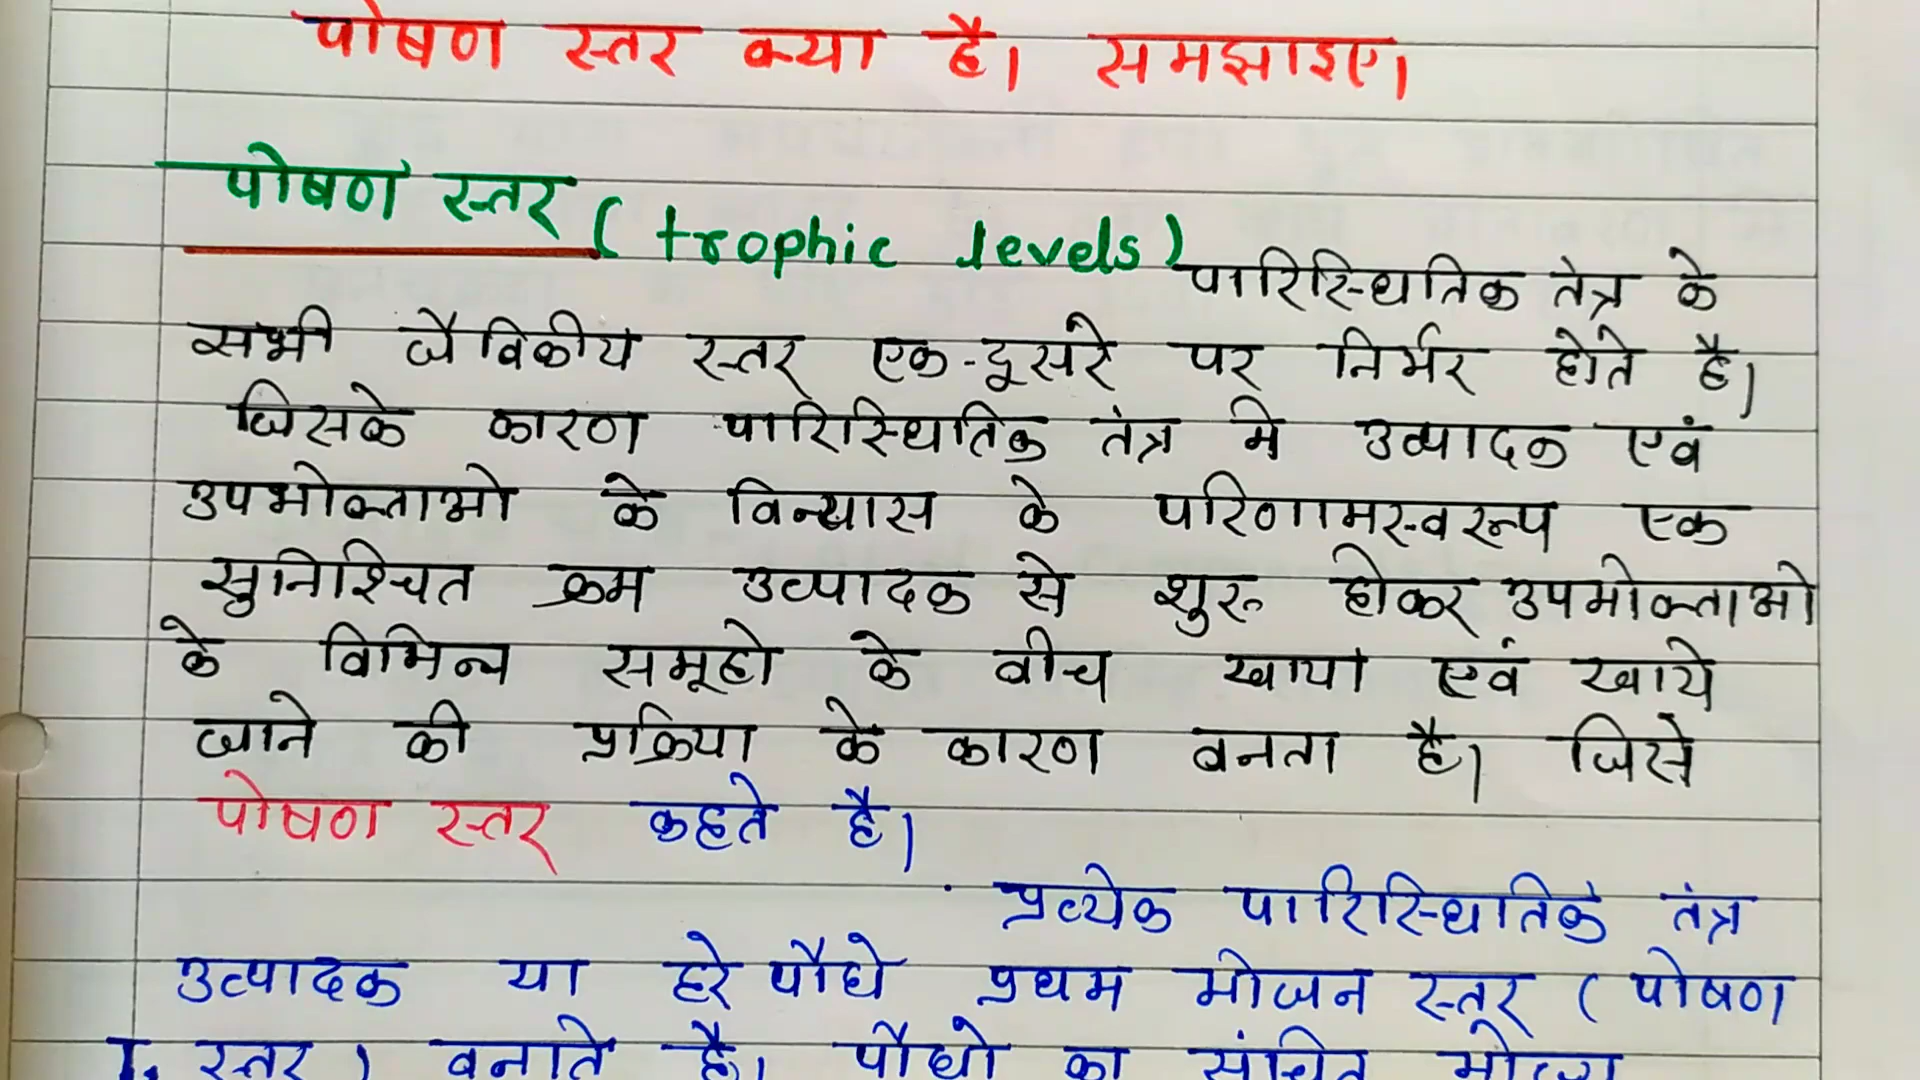 पोषण स्तर क्या है। समझाइए।
पोषण स्तर (trophic levels)
पारिस्थितिक तंत्र के
सभी जैविकीय स्तर एक-दूसरे पर निर्भर होते है।
जिसके कारण पारिस्थितिक तंत्र मे उत्पादक एवं
उपभोक्ताओ के विन्यास के परिणामस्वरूप एक
सुनिश्चित क्रम उत्पादक से शुरू होकर उपभोक्ताओ
के विभिन्न समूहो के बीच खाया एवं खाये
जाने की प्रक्रिया के कारण बनता है। जिसे
पोषण स्तर कहते है।
प्रत्येक पारिस्थितिक तंत्र
उत्पादक या हरे पौधे प्रथम भोजन स्तर ( पोषण
स्तर ) बनाते है। पौधो का संचित